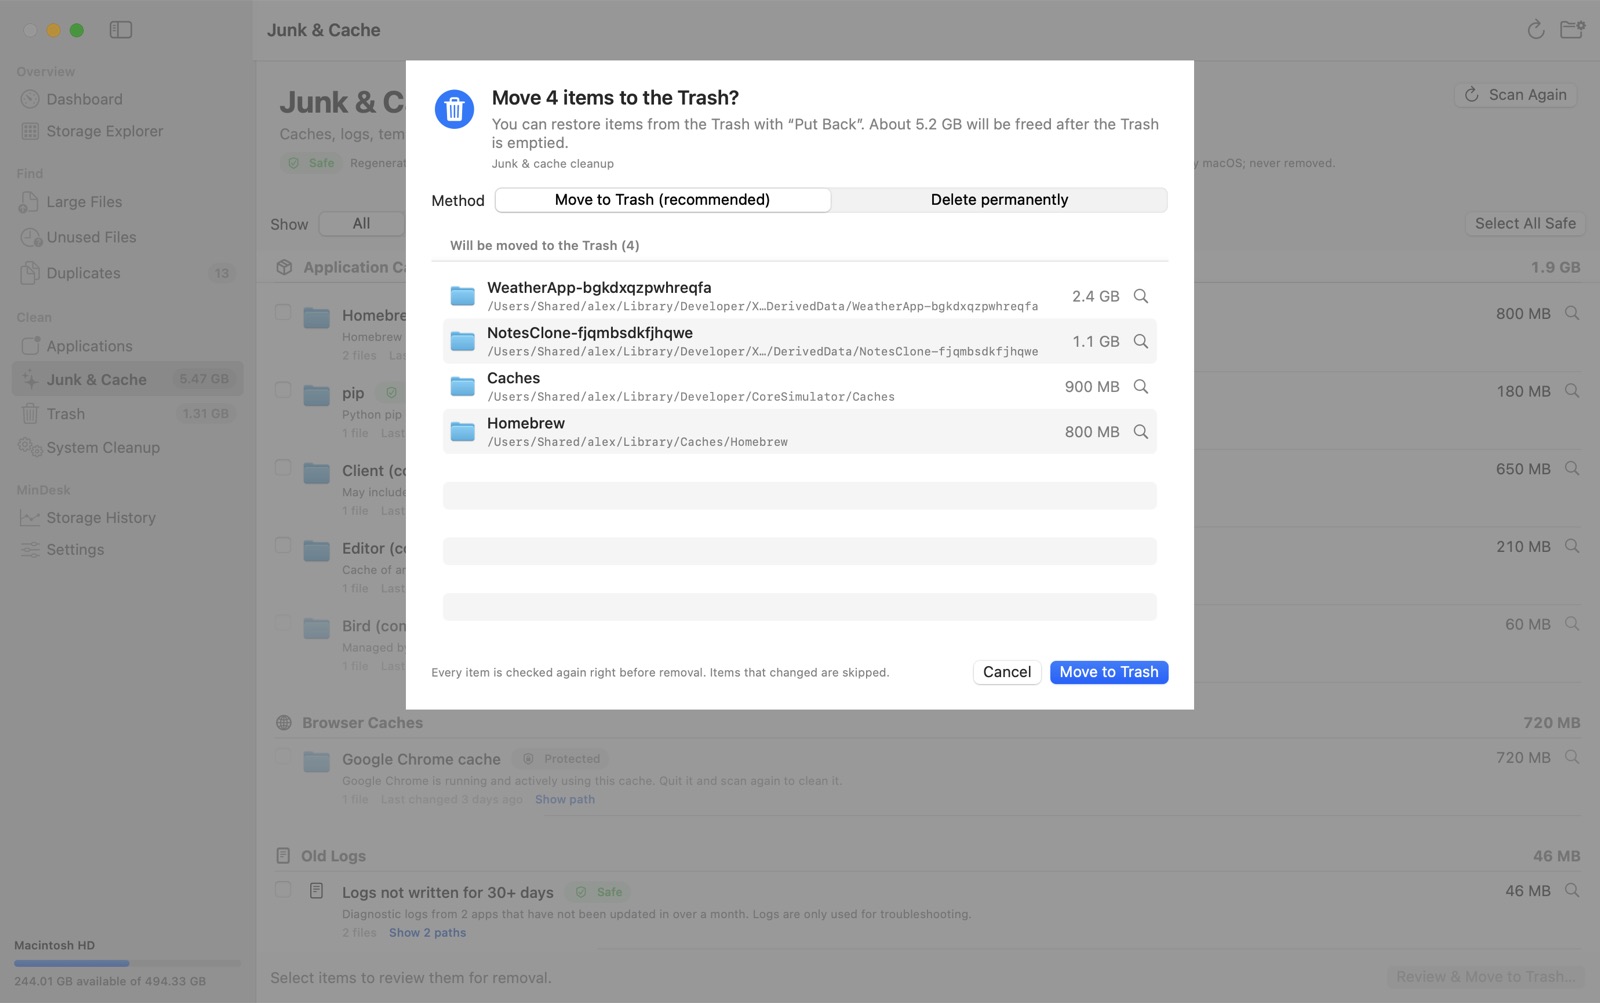 Junk & Cache
Overview
Dashboard
Storage Explorer
Find
Large Files
Unused Files
Duplicates 13
Clean
Applications
Junk & Cache 5.47 GB
Trash 1.31 GB
System Cleanup
MinDesk
Storage History
Settings
Macintosh HD
244.01 GB available of 494.33 GB
Junk & C
Scan Again
Caches, logs, tem
Safe Regenerat
y macOS; never removed.
Show All
Select All Safe
Application Ca 1.9 GB
Homebre 800 MB
Homebrew
2 files Las
pip 180 MB
Python pip
1 file Last
Client (co 650 MB
May include
1 file Last
Editor (co 210 MB
Cache of an
1 file Last
Bird (com 60 MB
Managed by
1 file Last
Move 4 items to the Trash?
You can restore items from the Trash with “Put Back”. About 5.2 GB will be freed after the Trash
is emptied.
Junk & cache cleanup
Method Move to Trash (recommended) Delete permanently
Will be moved to the Trash (4)
WeatherApp-bgkdxqzpwhreqfa
/Users/Shared/alex/Library/Developer/X…DerivedData/WeatherApp-bgkdxqzpwhreqfa
2.4 GB
NotesClone-fjqmbsdkfjhqwe
/Users/Shared/alex/Library/Developer/X…/DerivedData/NotesClone-fjqmbsdkfjhqwe
1.1 GB
Caches
/Users/Shared/alex/Library/Developer/CoreSimulator/Caches
900 MB
Homebrew
/Users/Shared/alex/Library/Caches/Homebrew
800 MB
Every item is checked again right before removal. Items that changed are skipped.
Cancel Move to Trash
Browser Caches 720 MB
Google Chrome cache Protected 720 MB
Google Chrome is running and actively using this cache. Quit it and scan again to clean it.
1 file Last changed 3 days ago Show path
Old Logs 46 MB
Logs not written for 30+ days Safe 46 MB
Diagnostic logs from 2 apps that have not been updated in over a month. Logs are only used for troubleshooting.
2 files Show 2 paths
Select items to review them for removal.
Review & Move to Trash...